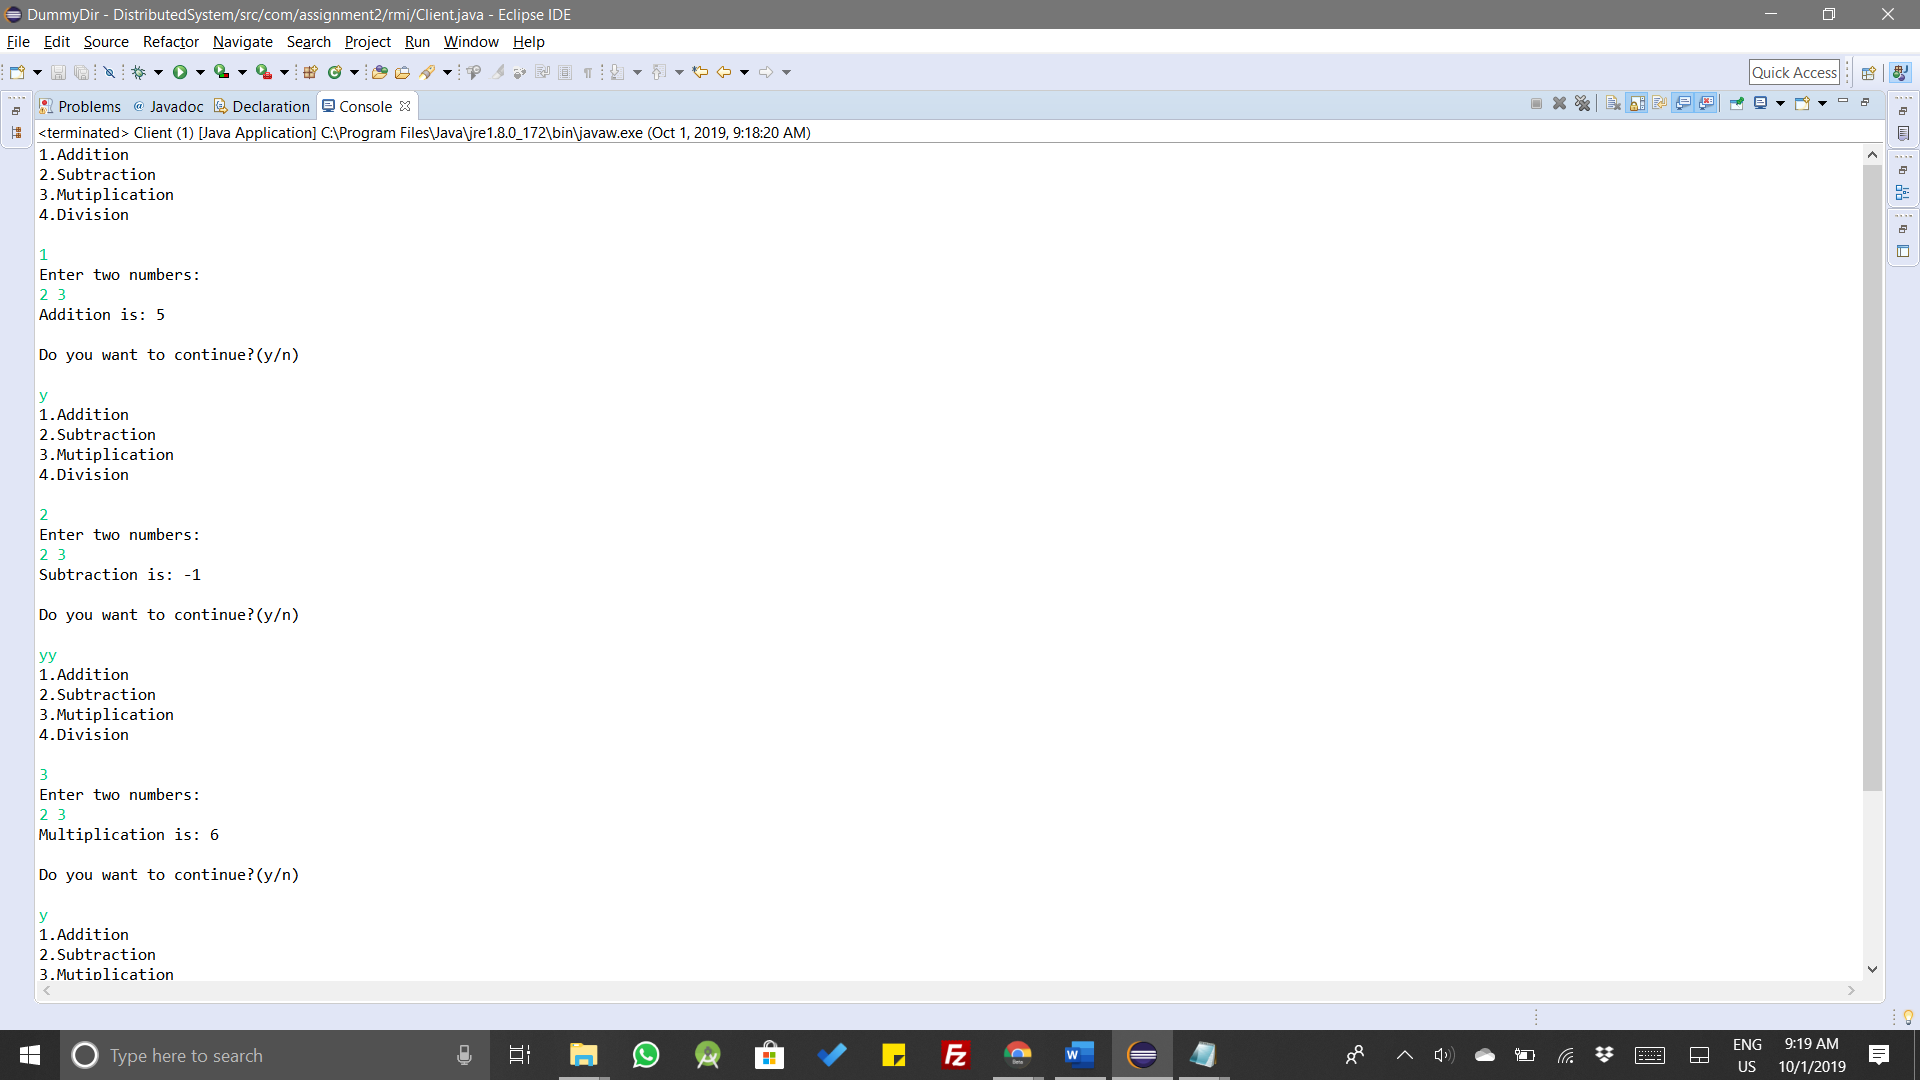 DummyDir - DistributedSystem/src/com/assignment2/rmi/Client.java - Eclipse IDE
File Edit Source Refactor Navigate Search Project Run Window Help
Quick Access
Problems @ Javadoc Declaration Console
<terminated> Client (1) [Java Application] C:\Program Files\Java\jre1.8.0_172\bin\javaw.exe (Oct 1, 2019, 9:18:20 AM)
1.Addition
2.Subtraction
3.Mutiplication
4.Division
1
Enter two numbers:
2 3
Addition is: 5
Do you want to continue?(y/n)
y
1.Addition
2.Subtraction
3.Mutiplication
4.Division
2
Enter two numbers:
2 3
Subtraction is: -1
Do you want to continue?(y/n)
yy
1.Addition
2.Subtraction
3.Mutiplication
4.Division
3
Enter two numbers:
2 3
Multiplication is: 6
Do you want to continue?(y/n)
y
1.Addition
2.Subtraction
3.Mutiplication
Type here to search
ENG
US
9:19 AM
10/1/2019